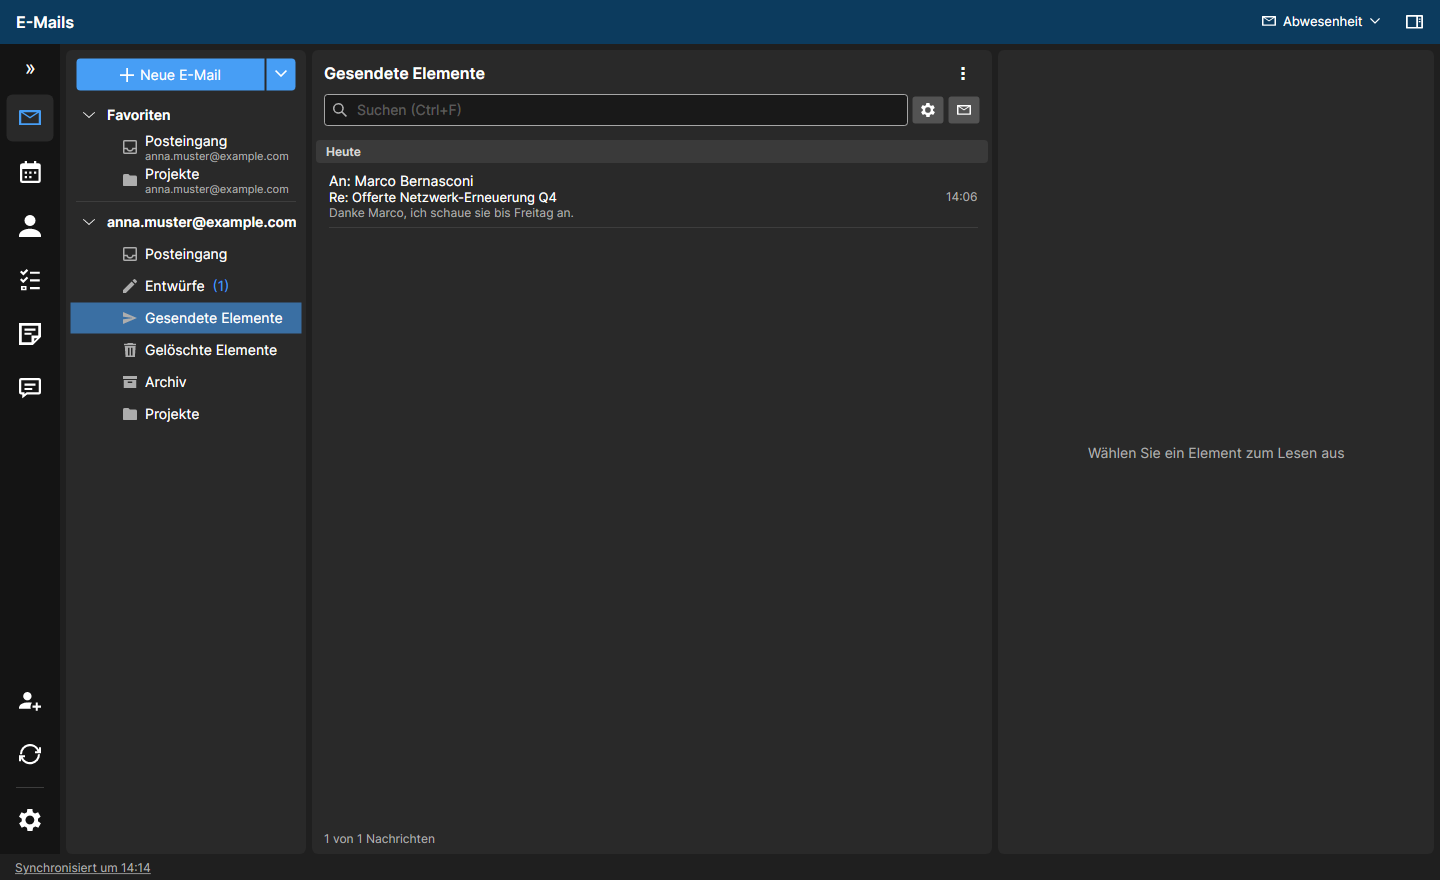 E-Mails
Abwesenheit
Neue E-Mail
Favoriten
Posteingang
anna.muster@example.com
Projekte
anna.muster@example.com
anna.muster@example.com
Posteingang
Entwürfe (1)
Gesendete Elemente
Gelöschte Elemente
Archiv
Projekte
Gesendete Elemente
Suchen (Ctrl+F)
Heute
An: Marco Bernasconi
Re: Offerte Netzwerk-Erneuerung Q4
14:06
Danke Marco, ich schaue sie bis Freitag an.
1 von 1 Nachrichten
Wählen Sie ein Element zum Lesen aus
Synchronisiert um 14:14